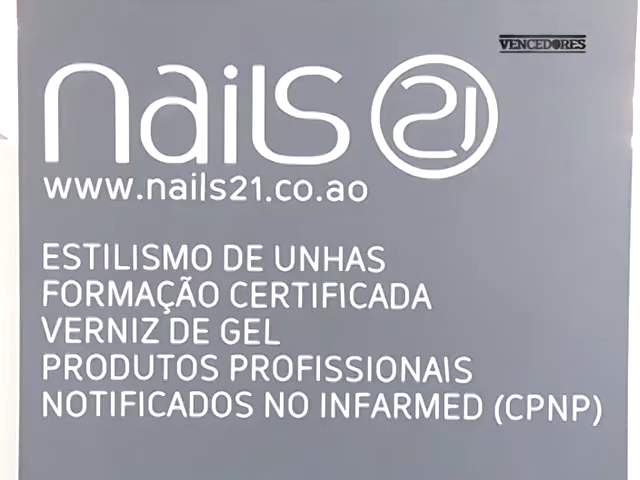 VENCEDORES
nails 21
www.nails21.co.ao
ESTILISMO DE UNHAS
FORMAÇÃO CERTIFICADA
VERNIZ DE GEL
PRODUTOS PROFISSIONAIS
NOTIFICADOS NO INFARMED (CPNP)